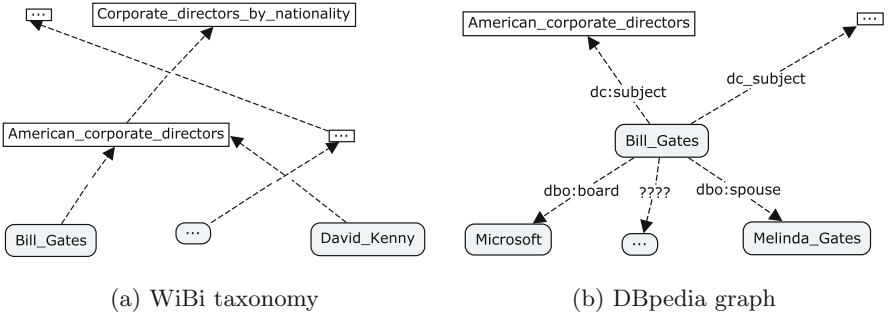 ...
Corporate_directors_by_nationality
American_corporate_directors
...
Bill_Gates
...
David_Kenny
(a) WiBi taxonomy
American_corporate_directors
...
dc:subject
dc_subject
Bill_Gates
dbo:board
????
dbo:spouse
Microsoft
...
Melinda_Gates
(b) DBpedia graph